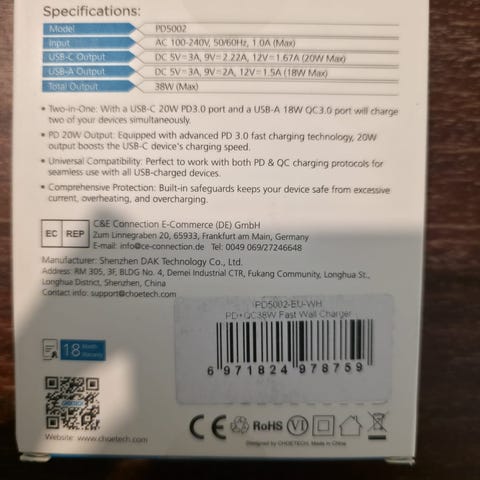 Specifications:
Model PD5002
Input AC 100-240V, 50/60Hz, 1.0A (Max)
USB-C Output DC 5V⎓3A, 9V⎓2.22A, 12V⎓1.67A (20W Max)
USB-A Output DC 5V⎓3A, 9V⎓2A, 12V⎓1.5A (18W Max)
Total Output 38W (Max)
• Two-in-One: With a USB-C 20W PD3.0 port and a USB-A 18W QC3.0 port will charge
two of your devices simultaneously.
• PD 20W Output: Equipped with advanced PD 3.0 fast charging technology, 20W
output boosts the USB-C device's charging speed.
• Universal Compatibility: Perfect to work with both PD & QC charging protocols for
seamless use with all USB-charged devices.
• Comprehensive Protection: Built-in safeguards keeps your device safe from excessive
current, overheating, and overcharging.
EC REP
C&E Connection E-Commerce (DE) GmbH
Zum Linnegraben 20, 65933, Frankfurt am Main, Germany
E-mail: info@ce-connection.de Tel: 0049 069/27246648
Manufacturer: Shenzhen DAK Technology Co., Ltd.
Address: RM 305, 3F, BLDG No. 4, Demei Industrial CTR, Fukang Community, Longhua St.,
Longhua District, Shenzhen, China
Contact info: support@choetech.com
PD5002-EU-WH
PD+QC38W Fast Wall Charger
18 Month
Warranty
6 971824 978759
CE RoHS VI
Website: www.choetech.com
Designed by CHOETECH. Made in China